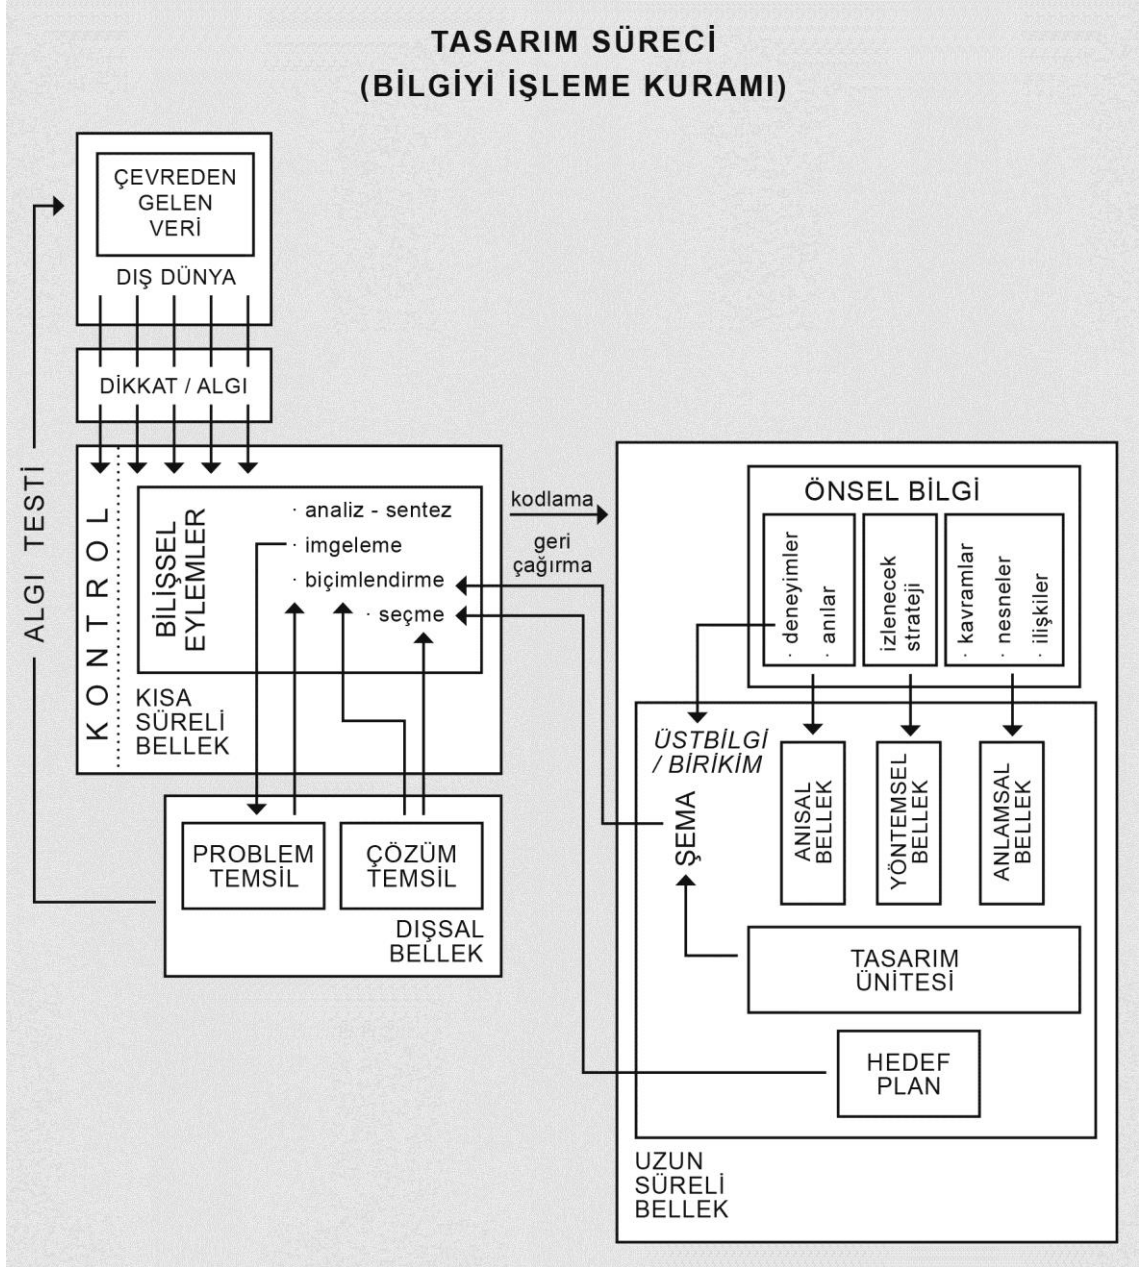 TASARIM SÜRECİ
(BİLGİYİ İŞLEME KURAMI)
ÇEVREDEN
GELEN
VERİ
DIŞ DÜNYA
DİKKAT / ALGI
ALGI TESTİ
KONTROL
BİLİŞSEL
EYLEMLER
· analiz - sentez
· imgeleme
· biçimlendirme
· seçme
KISA
SÜRELİ
BELLEK
PROBLEM
TEMSİL
ÇÖZÜM
TEMSİL
DIŞSAL
BELLEK
kodlama
geri
çağırma
ÖNSEL BİLGİ
· deneyimler
· anılar
izlenecek
strateji
· kavramlar
· nesneler
· ilişkiler
ÜSTBİLGİ
/ BİRİKİM
ŞEMA
ANISAL
BELLEK
YÖNTEMSEL
BELLEK
ANLAMSAL
BELLEK
TASARIM
ÜNİTESİ
HEDEF
PLAN
UZUN
SÜRELİ
BELLEK